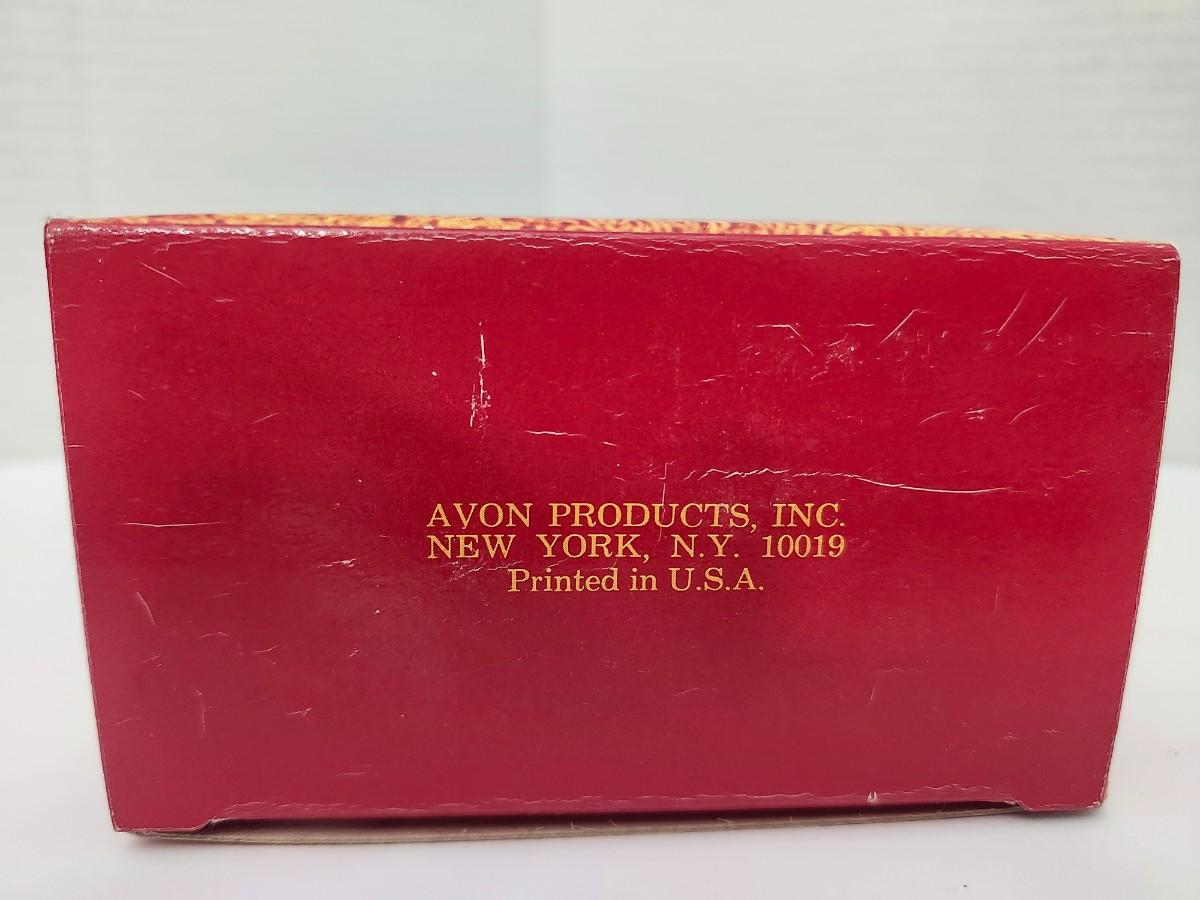 AVON PRODUCTS, INC.
NEW YORK, N.Y. 10019
Printed in U.S.A.